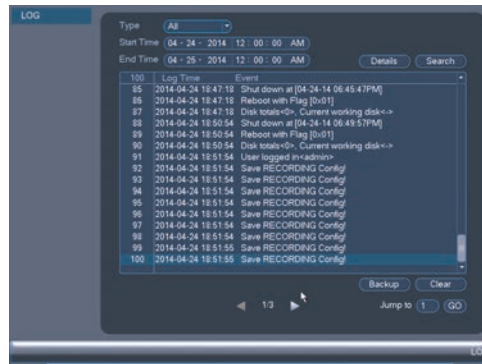 LOG
Type All
Start Time 04 - 24 - 2014 12 : 00 : 00 AM
End Time 04 - 25 - 2014 12 : 00 : 00 AM Details Search
100 Log Time Event
85 2014-04-24 18:47:18 Shut down at [04-24-14 06:45:47PM]
86 2014-04-24 18:47:18 Reboot with Flag [0x01]
87 2014-04-24 18:47:18 Disk totals<0>, Current working disk<->
88 2014-04-24 18:50:54 Shut down at [04-24-14 06:49:57PM]
89 2014-04-24 18:50:54 Reboot with Flag [0x01]
90 2014-04-24 18:50:54 Disk totals<0>, Current working disk<->
91 2014-04-24 18:51:54 User logged in<admin>
92 2014-04-24 18:51:54 Save RECORDING Config!
93 2014-04-24 18:51:54 Save RECORDING Config!
94 2014-04-24 18:51:54 Save RECORDING Config!
95 2014-04-24 18:51:54 Save RECORDING Config!
96 2014-04-24 18:51:54 Save RECORDING Config!
97 2014-04-24 18:51:54 Save RECORDING Config!
98 2014-04-24 18:51:54 Save RECORDING Config!
99 2014-04-24 18:51:55 Save RECORDING Config!
100 2014-04-24 18:51:55 Save RECORDING Config!
Backup Clear
1/3 Jump to 1 GO
LO